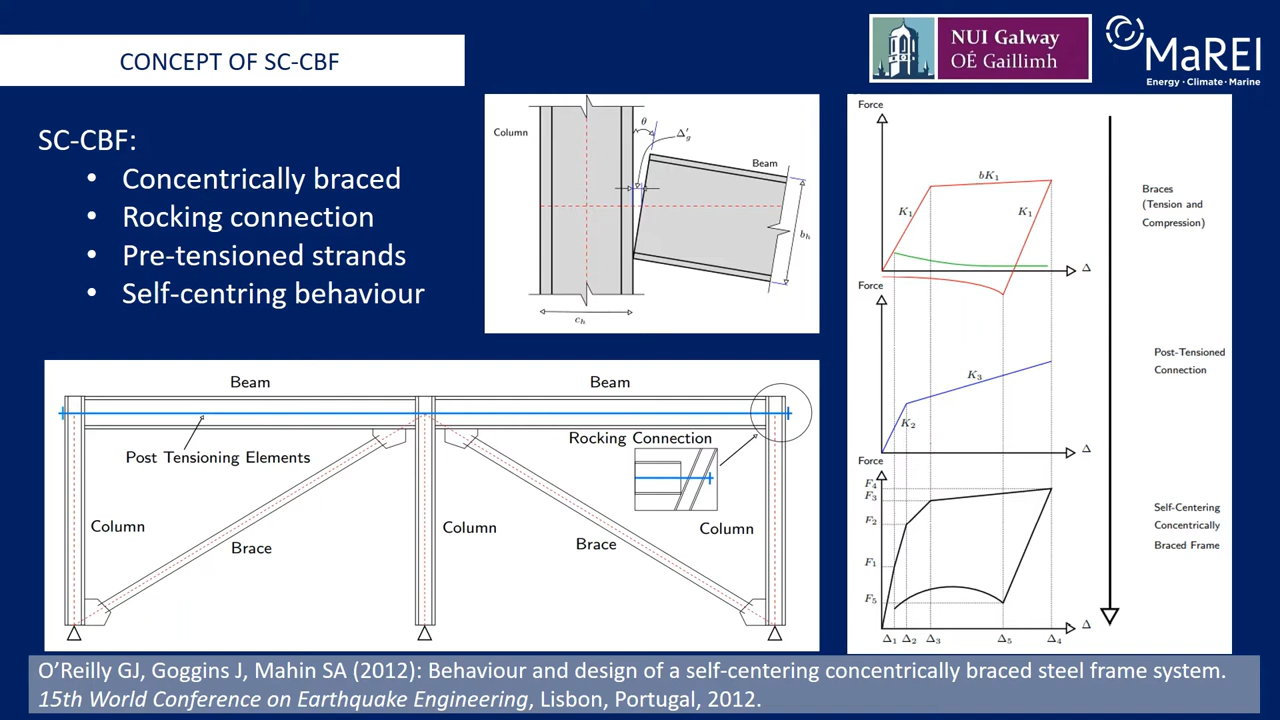 CONCEPT OF SC-CBF
NUI Galway
OÉ Gaillimh
MaREI
Energy · Climate · Marine
SC-CBF:
• Concentrically braced
• Rocking connection
• Pre-tensioned strands
• Self-centring behaviour
Column
θ
Δ′g
Beam
bh
ch
Beam
Beam
Post Tensioning Elements
Rocking Connection
Column
Column
Column
Brace
Brace
Force
bK1
K1
K1
Δ
Braces
(Tension and
Compression)
Force
K3
K2
Δ
Post-Tensioned
Connection
Force
F4
F3
F2
F1
F5
Δ
Δ1 Δ2 Δ3 Δ5 Δ4
Self-Centering
Concentrically
Braced Frame
O'Reilly GJ, Goggins J, Mahin SA (2012): Behaviour and design of a self-centering concentrically braced steel frame system.
15th World Conference on Earthquake Engineering, Lisbon, Portugal, 2012.